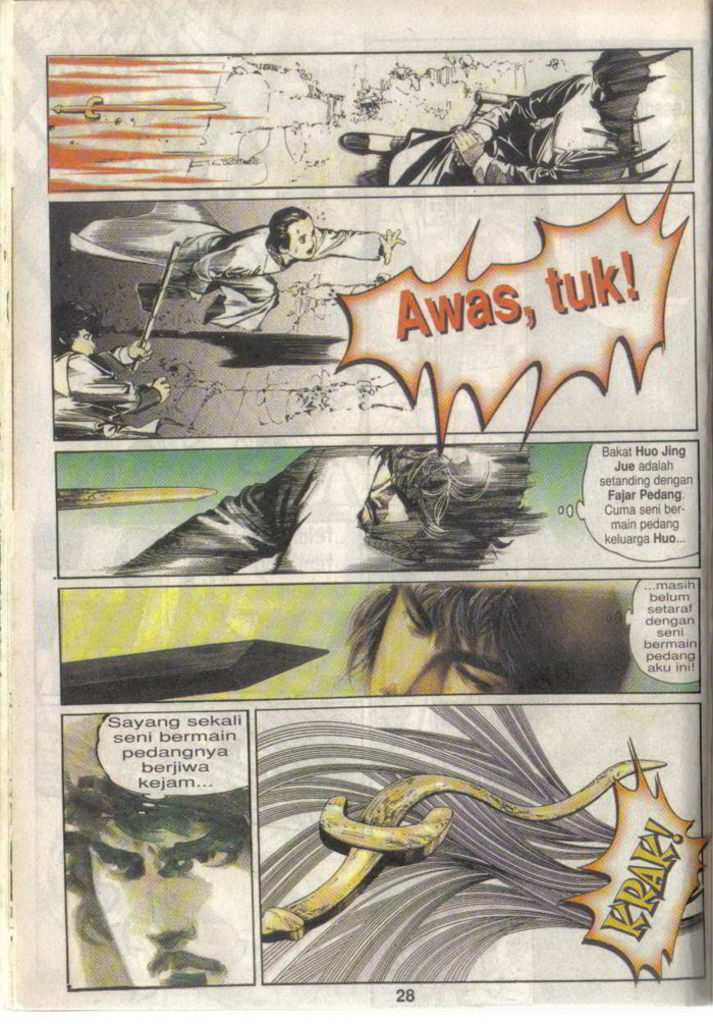 Awas, tuk!
Bakat Huo Jing
Jue adalah
setanding dengan
Fajar Pedang.
Cuma seni ber-
main pedang
keluarga Huo...
...masih
belum
setaraf
dengan
seni
bermain
pedang
aku ini!
Sayang sekali
seni bermain
pedangnya
berjiwa
kejam...
KRAK!
28